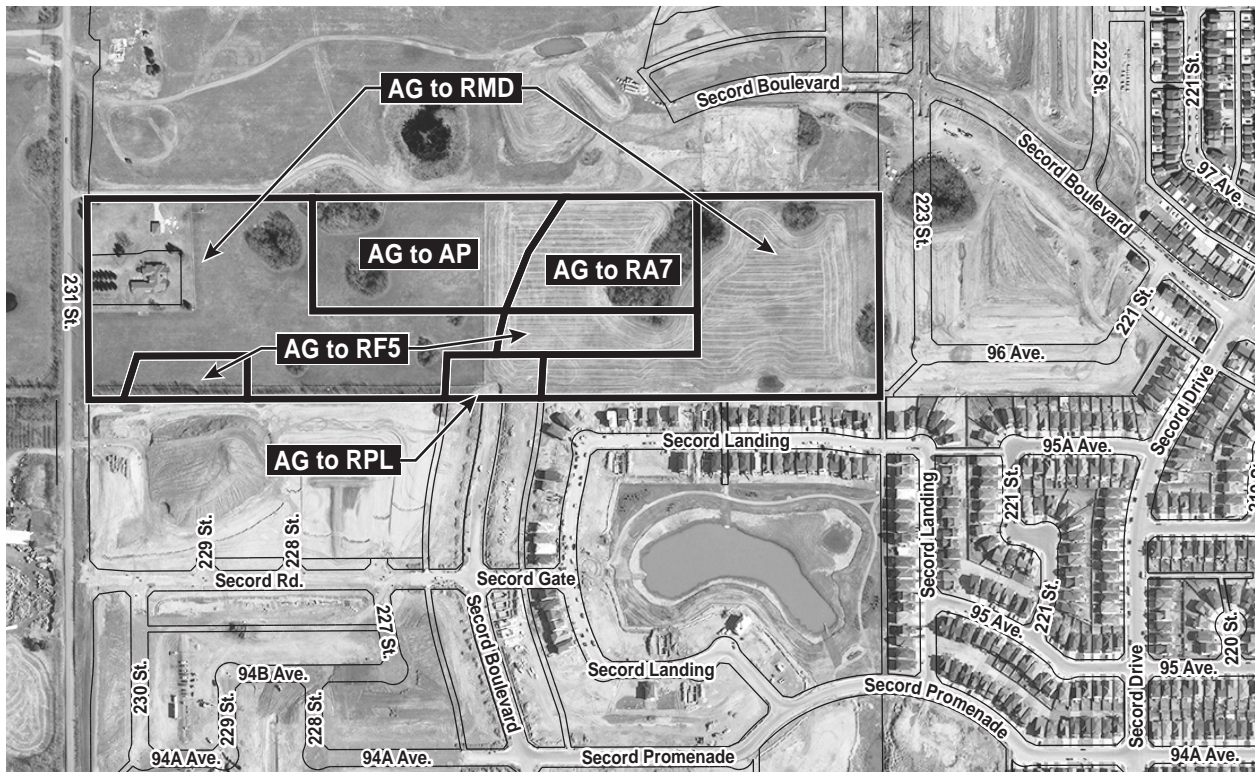 AG to RMD
Secord Boulevard
222 St.
221 St.
97 Ave.
Secord Boulevard
223 St.
AG to AP
AG to RA7
231 St.
221 St.
AG to RF5
96 Ave.
Secord Drive
AG to RPL
Secord Landing
95A Ave.
221 St.
Secord Landing
229 St.
228 St.
Secord Rd.
Secord Gate
227 St.
Secord Boulevard
95 Ave.
221 St.
220 St.
230 St.
94B Ave.
229 St.
228 St.
Secord Landing
Secord Promenade
Secord Drive
95 Ave.
94A Ave.
94A Ave.
Secord Promenade
94A Ave.